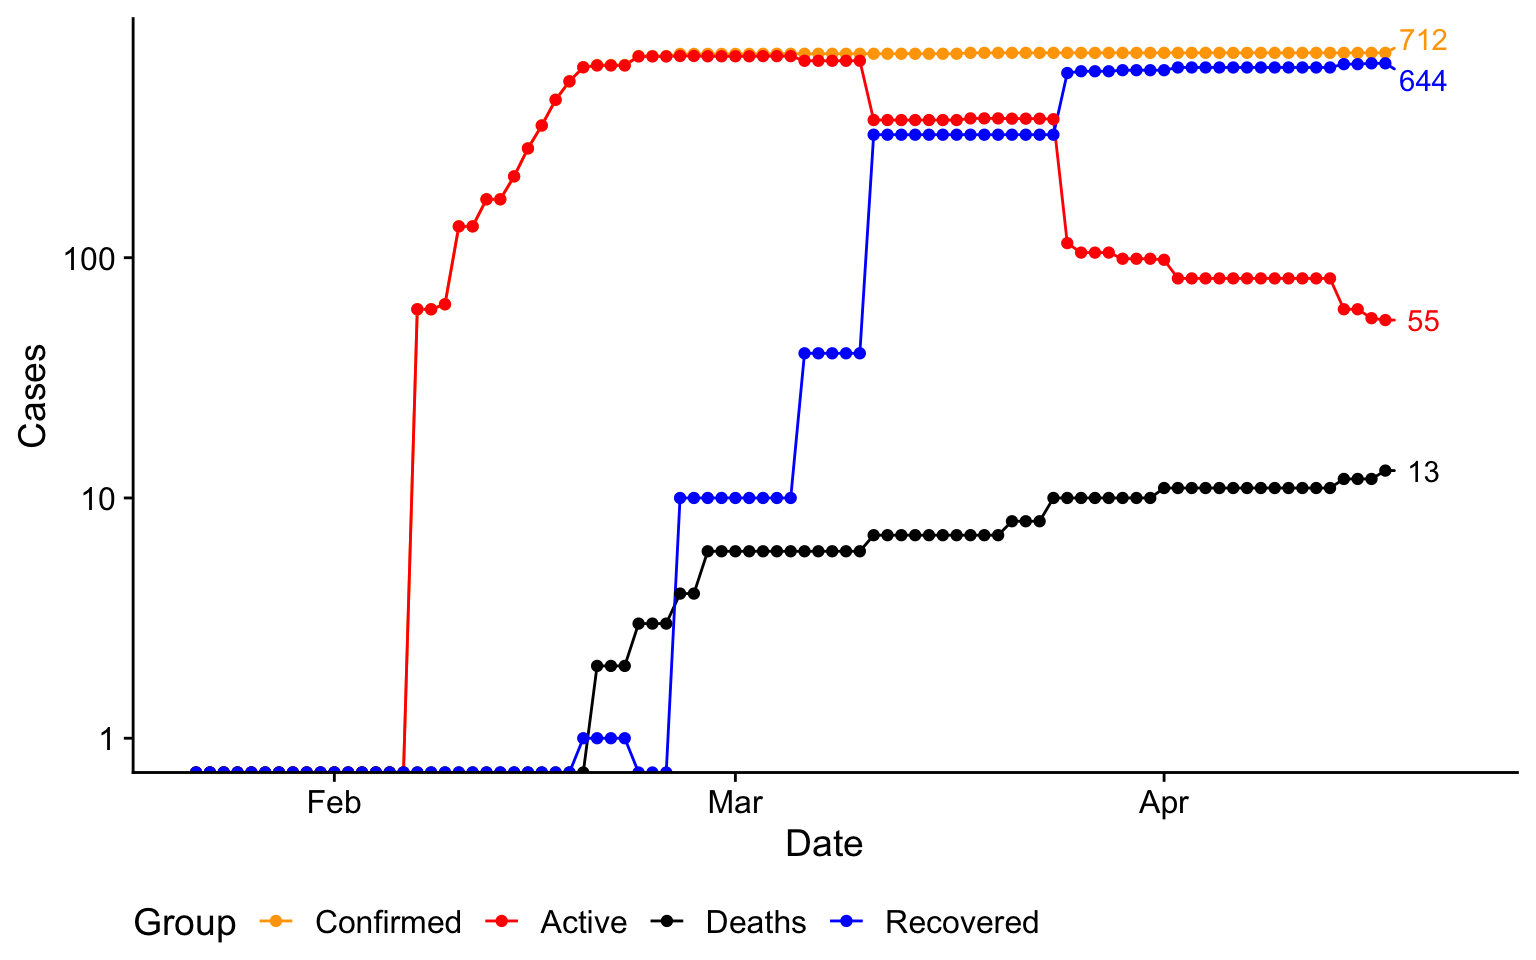 712
644
100
55
Cases
13
10
1
Feb Mar Apr
Date
Group Confirmed Active Deaths Recovered